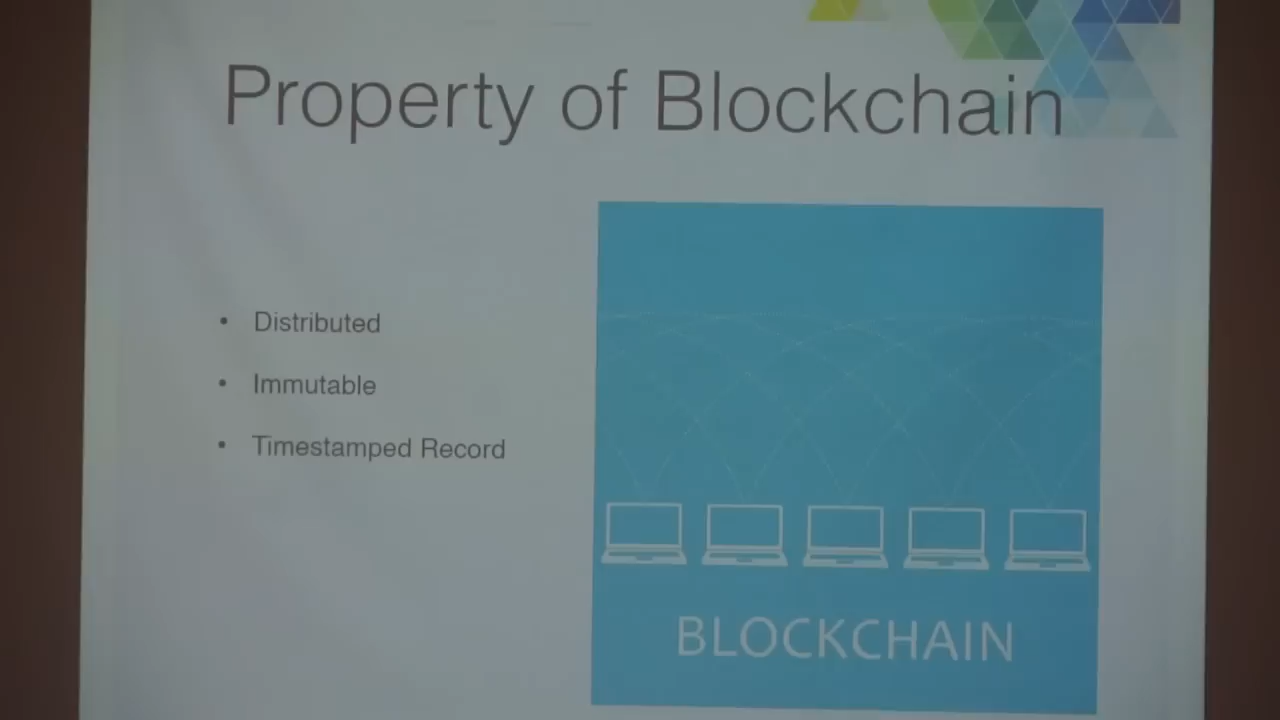 Property of Blockchain
• Distributed
• Immutable
• Timestamped Record
BLOCKCHAIN